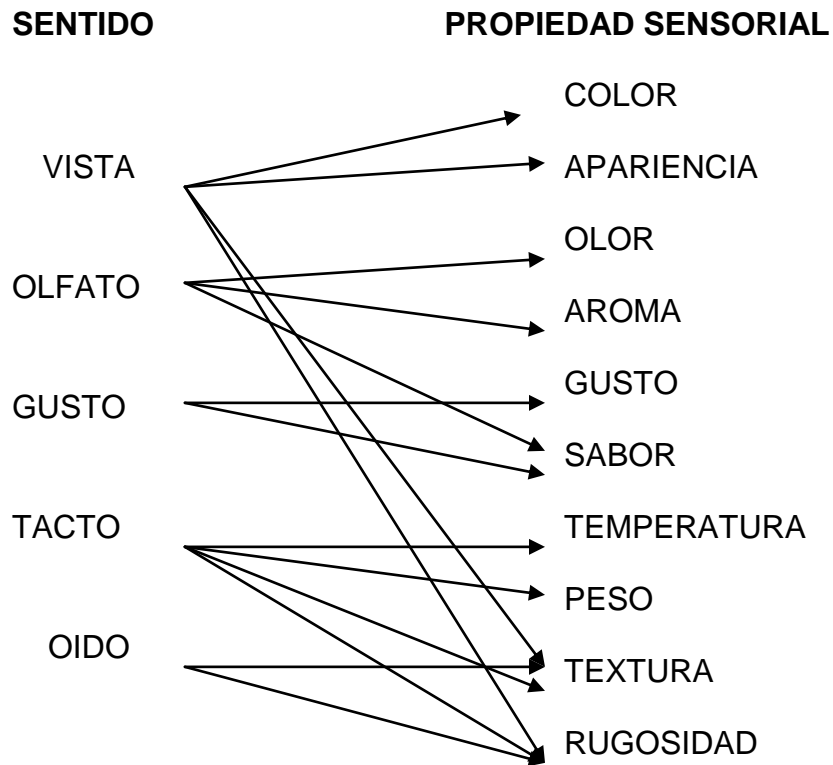 SENTIDO PROPIEDAD SENSORIAL
COLOR
VISTA APARIENCIA
OLOR
OLFATO
AROMA
GUSTO GUSTO
SABOR
TACTO TEMPERATURA
PESO
OIDO TEXTURA
RUGOSIDAD